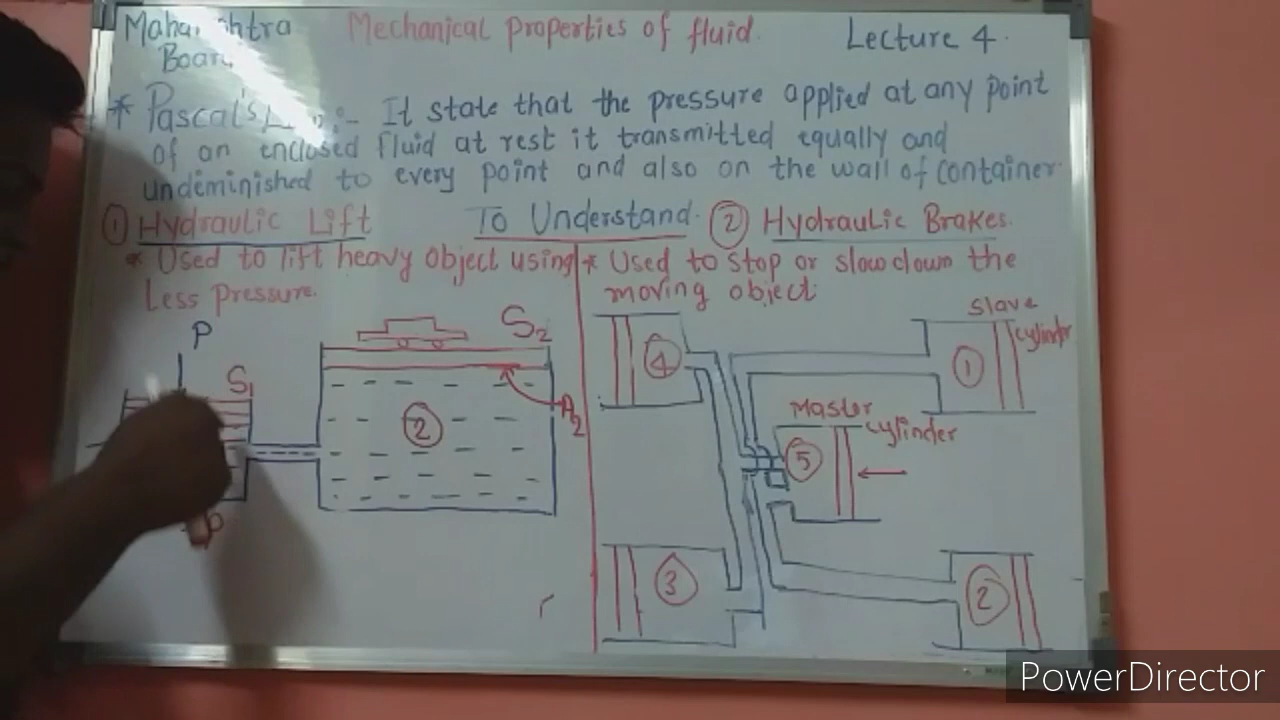 Mechanical Properties of fluid.
Lecture 4.
* Pascal's :- It state that the pressure applied at any point
of an enclosed fluid at rest it transmitted equally and
undeminished to every point and also on the wall of container.
① Hydraulic Lift
To Understand.
② Hydraulic Brakes.
* Used to lift heavy object using
Less Pressure.
* Used to stop or slow down the
moving object
P
S1
S2
②
A2
④
Slave
cylinder
①
Master
cylinder
⑤
③
②
PowerDirector